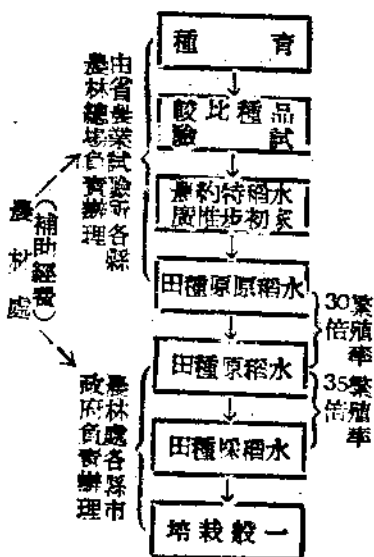 育種
品種比較
試驗
水稻特約農
家初步推廣
水稻原原種田
水稻原種田
水稻採種田
一般栽培
繁殖率
30倍
繁殖率
35倍
由省農業試驗所各縣
農林總場負責辦理
農林處各縣市
政府負責辦理
(補助經費)
農林處